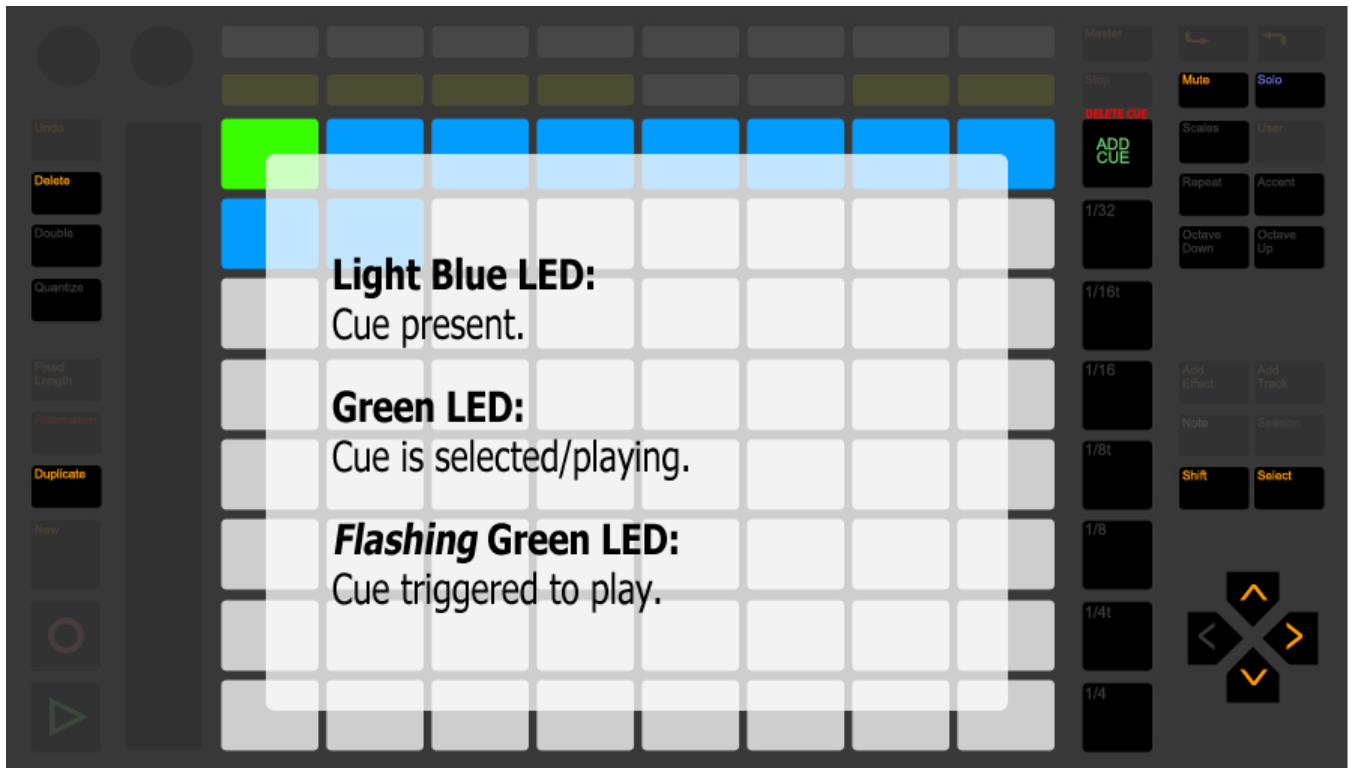 Master
Stop
Mute
Solo
DELETE CUE
Undo
ADD
CUE
Scales
User
Delete
Repeat
Accent
1/32
Double
Octave
Down
Octave
Up
Light Blue LED:
Quantize
1/16t
Cue present.
Fixed
Length
1/16
Add
Effect
Add
Track
Green LED:
Automation
Note
Session
Cue is selected/playing.
1/8t
Duplicate
Shift
Select
New
Flashing Green LED:
1/8
Cue triggered to play.
1/4t
1/4